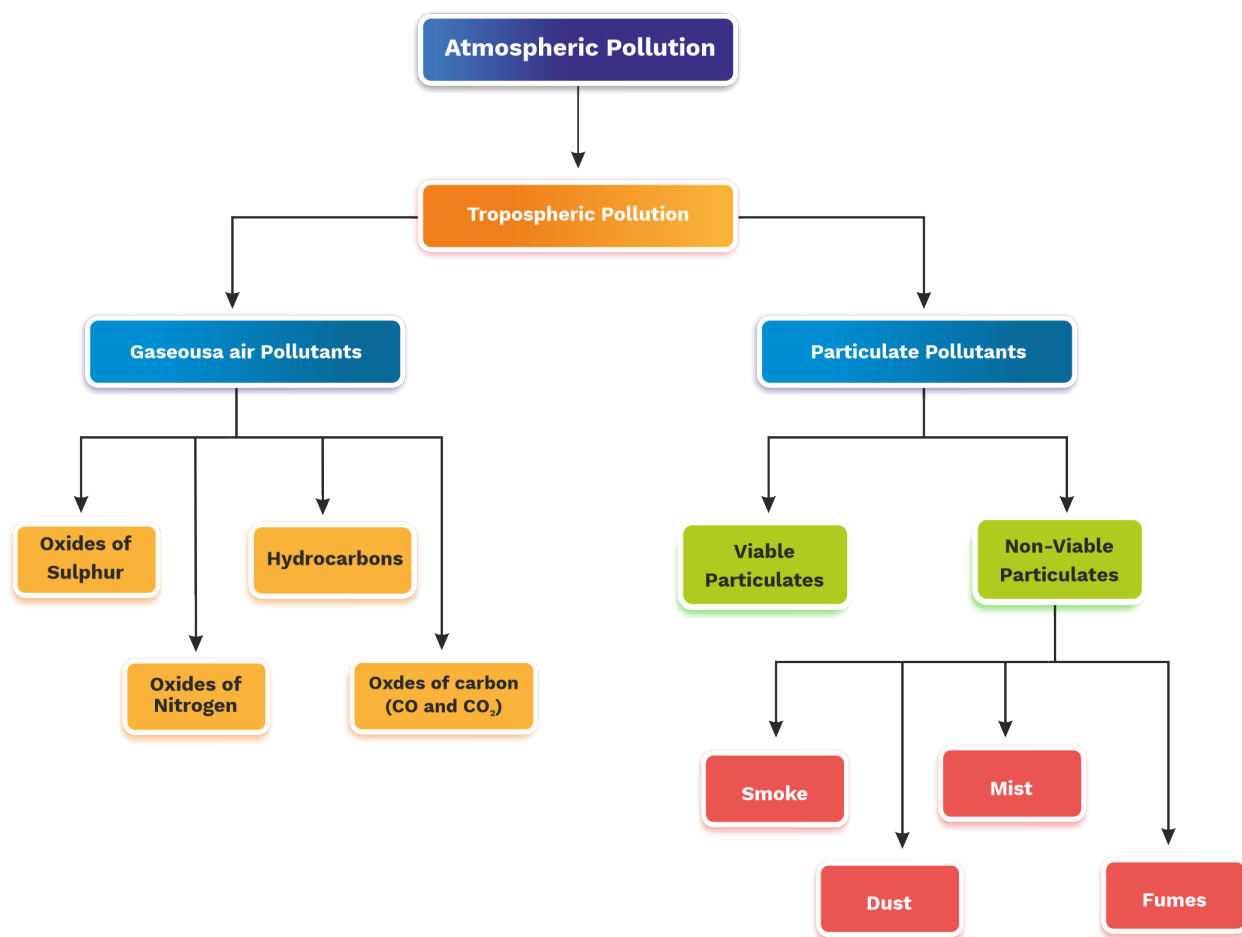 Atmospheric Pollution
Tropospheric Pollution
Gaseousa air Pollutants
Particulate Pollutants
Oxides of
Sulphur
Hydrocarbons
Oxides of
Nitrogen
Oxdes of carbon
(CO and CO₂)
Viable
Particulates
Non-Viable
Particulates
Smoke
Mist
Dust
Fumes